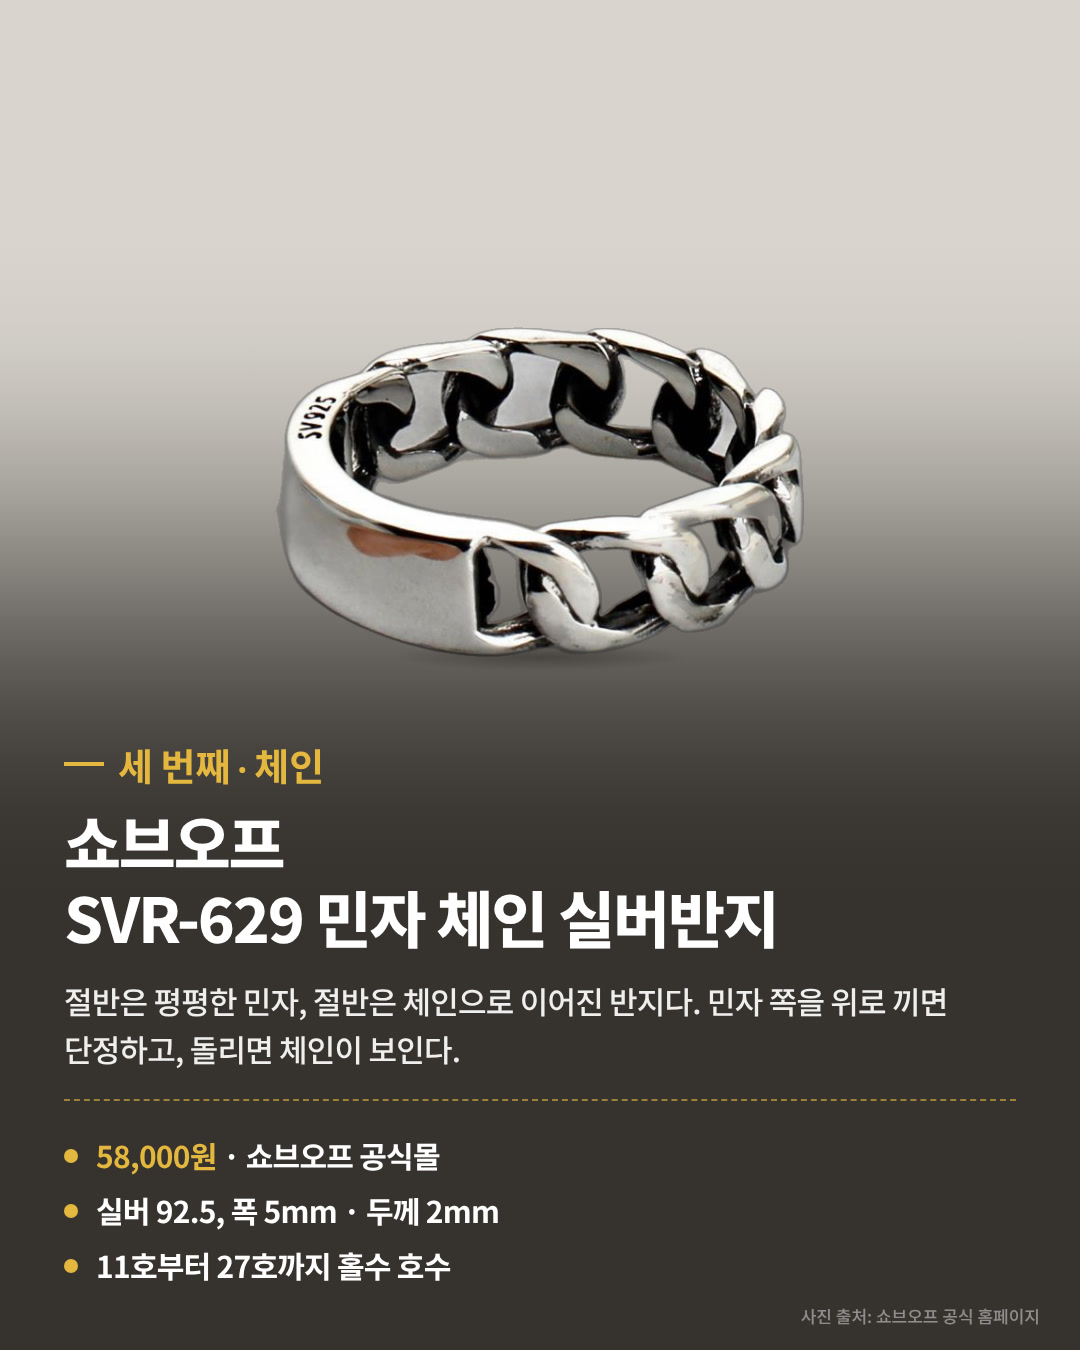 SV925
세 번째 · 체인
쇼브오프
SVR-629 민자 체인 실버반지
절반은 평평한 민자, 절반은 체인으로 이어진 반지다. 민자 쪽을 위로 끼면
단정하고, 돌리면 체인이 보인다.
58,000원 · 쇼브오프 공식몰
실버 92.5, 폭 5mm · 두께 2mm
11호부터 27호까지 홀수 호수
사진 출처: 쇼브오프 공식 홈페이지